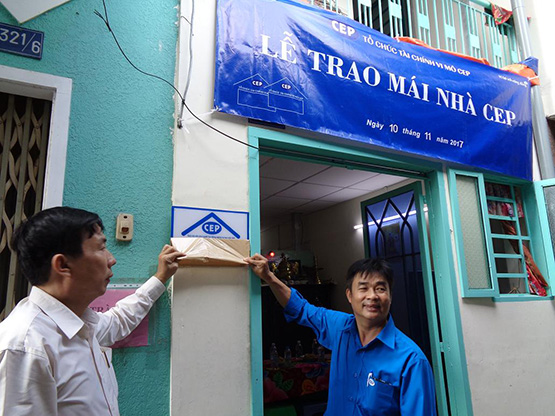 321/6
CEP TỔ CHỨC TÀI CHÍNH VI MÔ CEP
LỄ TRAO MÁI NHÀ CEP
CEP CEP
Ngày 10 tháng 11 năm 2017
CEP